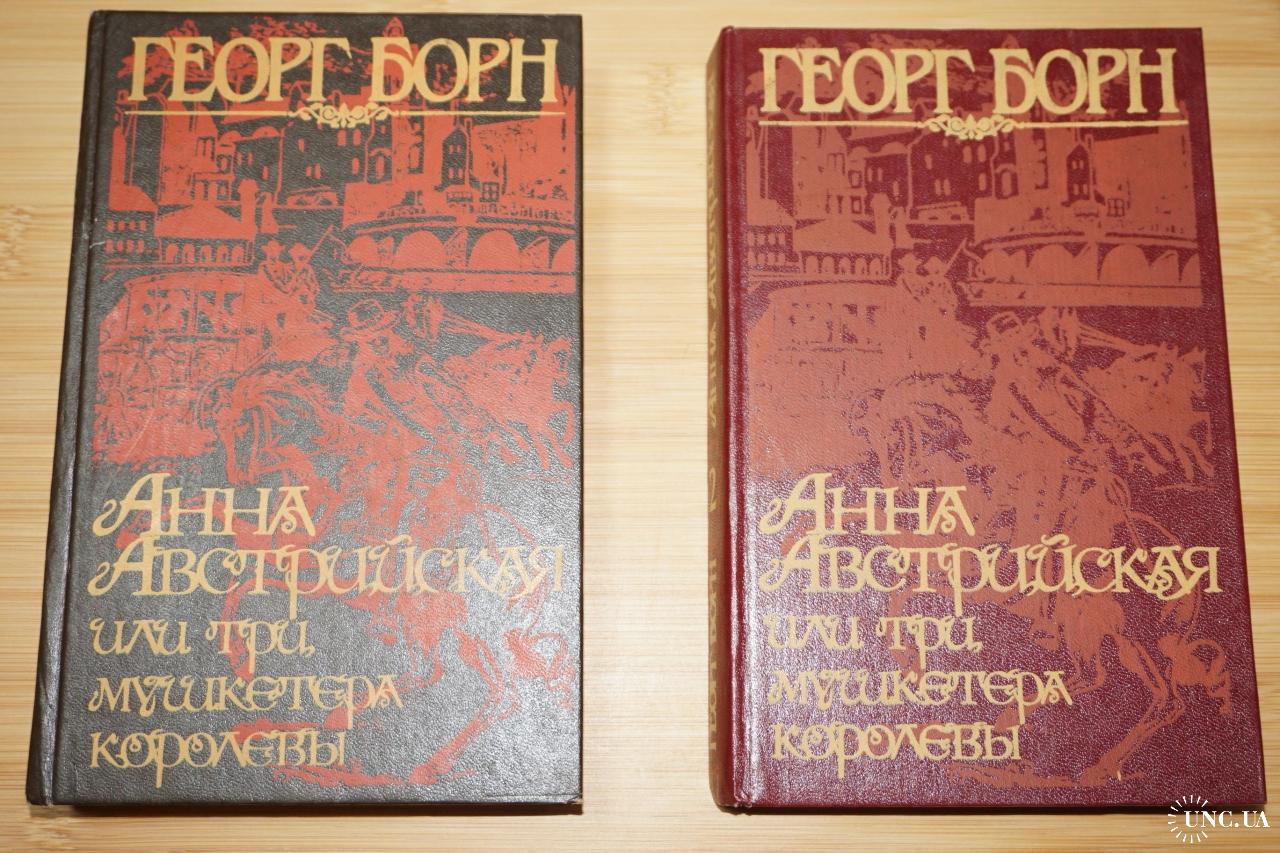 ГЕОРГ БОРН
АННА
АВСТРИЙСКАЯ
или три
мушкетера
королевы
ГЕОРГ БОРН
АННА
АВСТРИЙСКАЯ
или три
мушкетера
королевы
UNC.UA